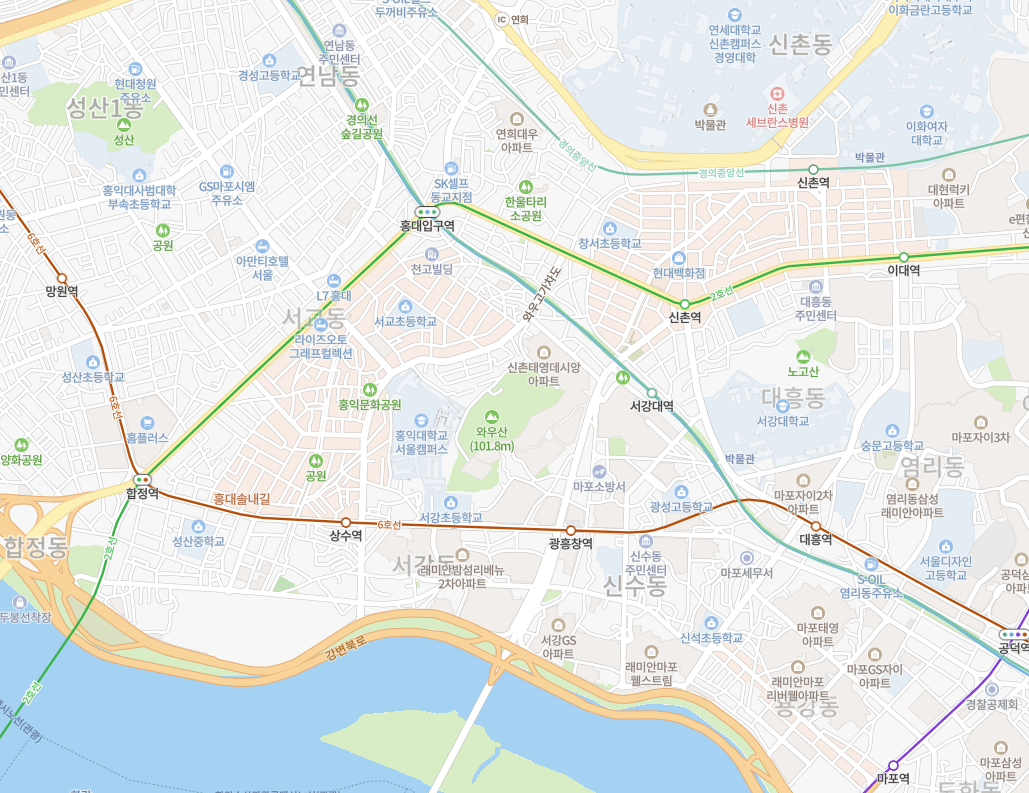 S-OIL셀프
두꺼비주유소
IC 연희
연세대학교
신촌캠퍼스
경영대학
신촌동
이화금란고등학교
연남동
주민센터
성산1동
현대청원
주유소
경성고등학교
연남동
성산
경의선
숲길공원
연희대우
아파트
박물관
신촌
세브란스병원
이화여자
대학교
경의중앙선
경의중앙선
박물관
신촌역
홍익대사범대학
부속초등학교
GS마포시엠
주유소
SK셀프
동교지점
한울타리
소공원
대현럭키
아파트
홍대입구역
6호선
공원
아만티호텔
서울
천고빌딩
창서초등학교
현대백화점
이대역
망원역
L7 홍대
와우고가차도
2호선
신촌역
대흥동
주민센터
서교동
서교초등학교
라이즈오토
그래프컬렉션
성산초등학교
신촌태영데시앙
아파트
노고산
6호선
홍익문화공원
서강대역
대흥동
서강대학교
홈플러스
홍익대학교
서울캠퍼스
와우산
(101.8m)
숭문고등학교
마포자이3차
양화공원
공원
박물관
염리동
합정역
홍대솔내길
마포소방서
마포자이2차
아파트
염리동삼성
래미안아파트
광성고등학교
서강초등학교
6호선
상수역
광흥창역
대흥역
성산중학교
합정동
2호선
서강동
래미안밤섬리베뉴
2차아파트
신수동
주민센터
신수동
마포세무서
서울디자인
고등학교
S-OIL
염리동주유소
두봉선착장
마포태영
아파트
신석초등학교
서강GS
아파트
강변북로
공덕역
래미안마포
웰스트림
마포GS자이
아파트
래미안마포
리버웰아파트
용강동
2호선
경찰공제회
마포삼성
아파트
마포역